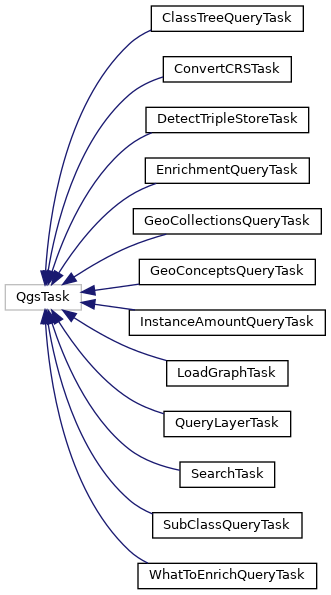 ClassTreeQueryTask
ConvertCRSTask
DetectTripleStoreTask
EnrichmentQueryTask
GeoCollectionsQueryTask
GeoConceptsQueryTask
QgsTask
InstanceAmountQueryTask
LoadGraphTask
QueryLayerTask
SearchTask
SubClassQueryTask
WhatToEnrichQueryTask